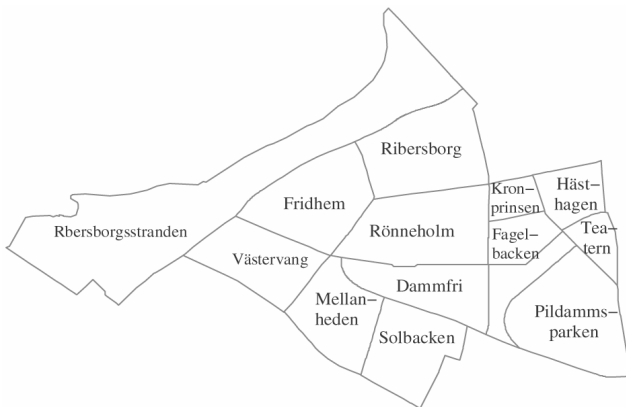 Ribersborg
Kron–
prinsen
Häst–
hagen
Fridhem
Rönneholm
Fagel–
backen
Tea–
tern
Rbersborgsstranden
Västervang
Dammfri
Mellan–
heden
Pildamms–
parken
Solbacken